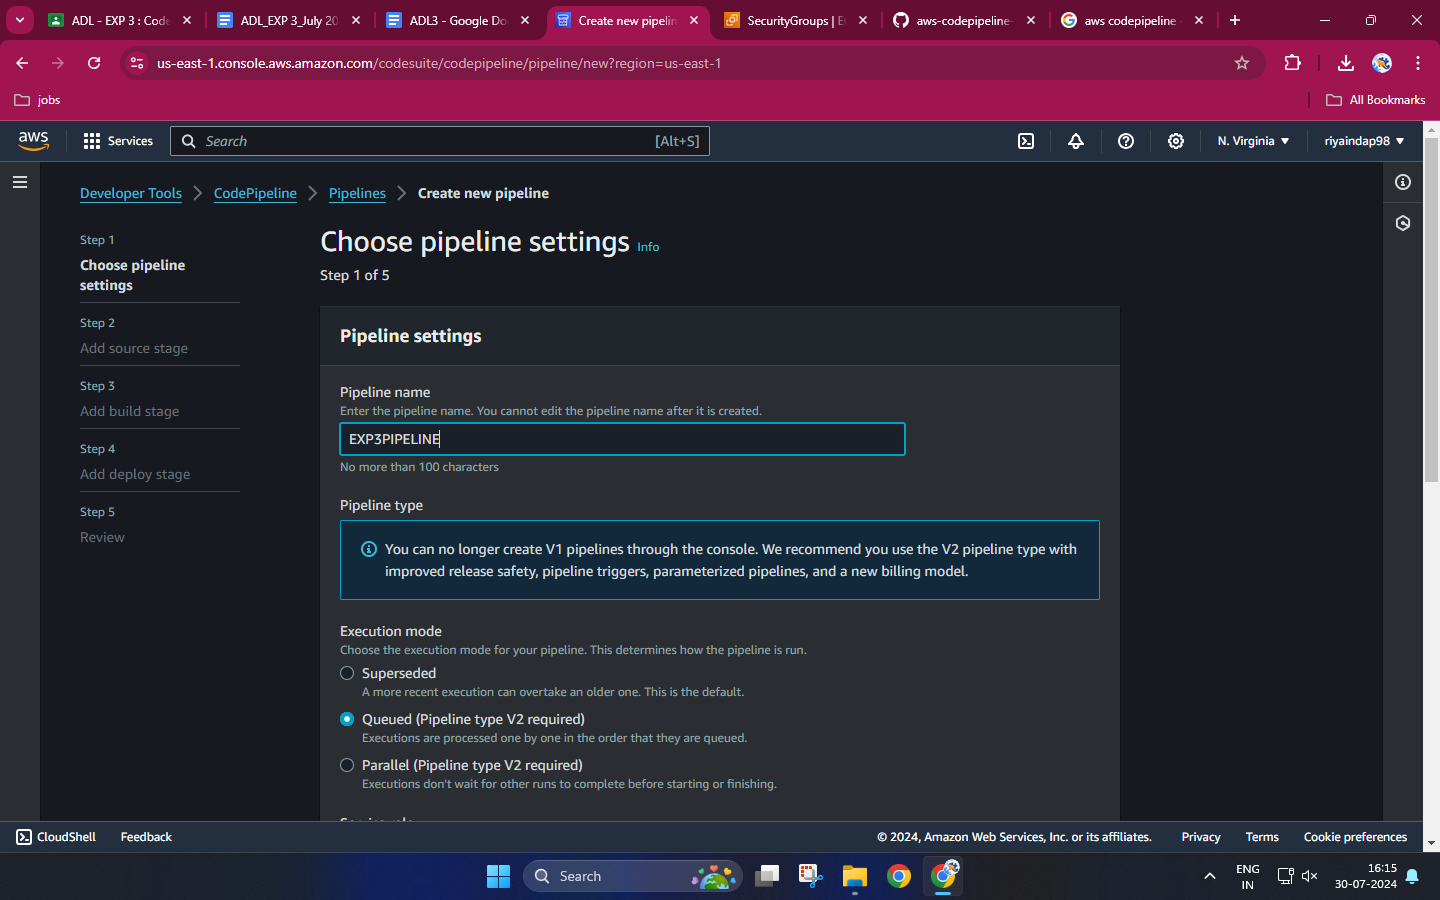 ADL - EXP 3 : Code
ADL_EXP 3_July 20
ADL3 - Google Do
Create new pipelin
SecurityGroups | E
aws-codepipeline-
aws codepipeline
us-east-1.console.aws.amazon.com/codesuite/codepipeline/pipeline/new?region=us-east-1
jobs
All Bookmarks
aws
Services
Search
[Alt+S]
N. Virginia
riyaindap98
Developer Tools
CodePipeline
Pipelines
Create new pipeline
Step 1
Choose pipeline
settings
Step 2
Add source stage
Step 3
Add build stage
Step 4
Add deploy stage
Step 5
Review
Choose pipeline settings Info
Step 1 of 5
Pipeline settings
Pipeline name
Enter the pipeline name. You cannot edit the pipeline name after it is created.
EXP3PIPELINE
No more than 100 characters
Pipeline type
You can no longer create V1 pipelines through the console. We recommend you use the V2 pipeline type with
improved release safety, pipeline triggers, parameterized pipelines, and a new billing model.
Execution mode
Choose the execution mode for your pipeline. This determines how the pipeline is run.
Superseded
A more recent execution can overtake an older one. This is the default.
Queued (Pipeline type V2 required)
Executions are processed one by one in the order that they are queued.
Parallel (Pipeline type V2 required)
Executions don't wait for other runs to complete before starting or finishing.
CloudShell
Feedback
© 2024, Amazon Web Services, Inc. or its affiliates.
Privacy
Terms
Cookie preferences
Search
ENG
IN
16:15
30-07-2024